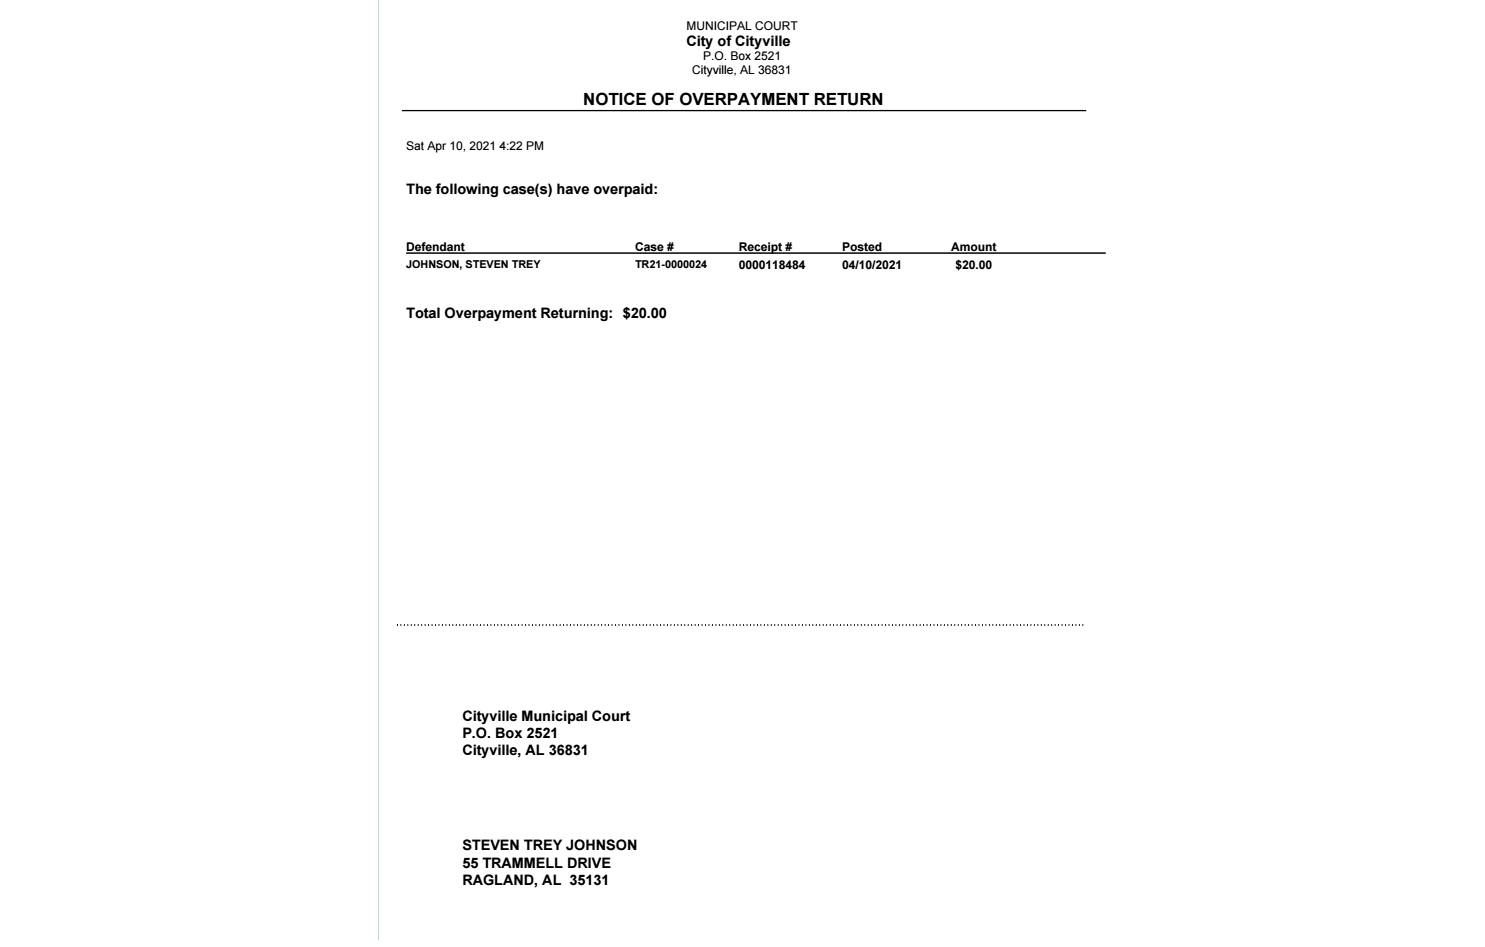 MUNICIPAL COURT
City of Cityville
P.O. Box 2521
Cityville, AL 36831
NOTICE OF OVERPAYMENT RETURN
Sat Apr 10, 2021 4:22 PM
The following case(s) have overpaid:
Defendant Case # Receipt # Posted Amount
JOHNSON, STEVEN TREY TR21-0000024 0000118484 04/10/2021 $20.00
Total Overpayment Returning: $20.00
Cityville Municipal Court
P.O. Box 2521
Cityville, AL 36831
STEVEN TREY JOHNSON
55 TRAMMELL DRIVE
RAGLAND, AL 35131